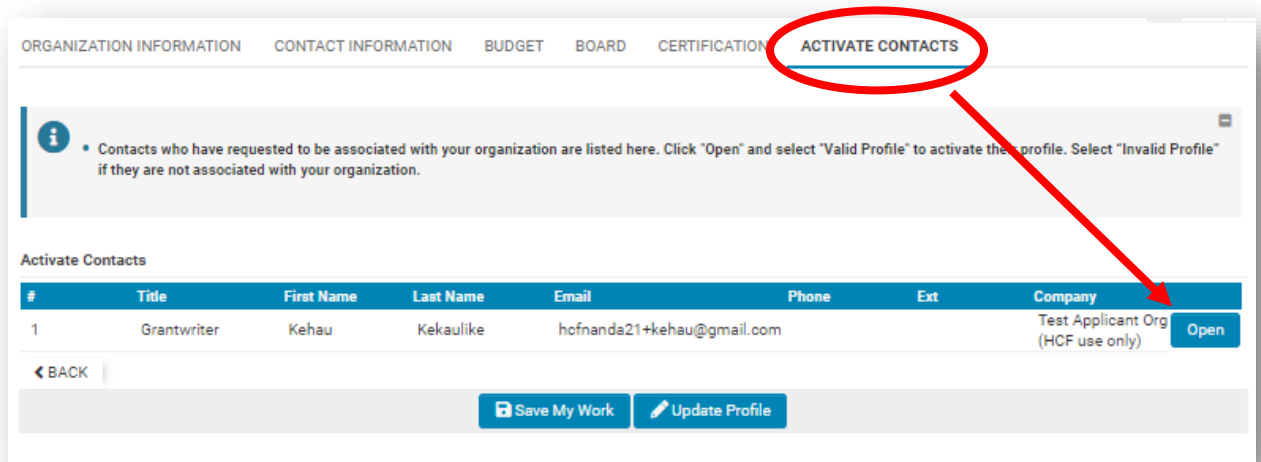 ORGANIZATION INFORMATION CONTACT INFORMATION BUDGET BOARD CERTIFICATION ACTIVATE CONTACTS
• Contacts who have requested to be associated with your organization are listed here. Click "Open" and select "Valid Profile" to activate their profile. Select "Invalid Profile"
if they are not associated with your organization.
Activate Contacts
# Title First Name Last Name Email Phone Ext Company
1 Grantwriter Kehau Kekaulike hcfnanda21+kehau@gmail.com Test Applicant Org Open
(HCF use only)
BACK
Save My Work Update Profile